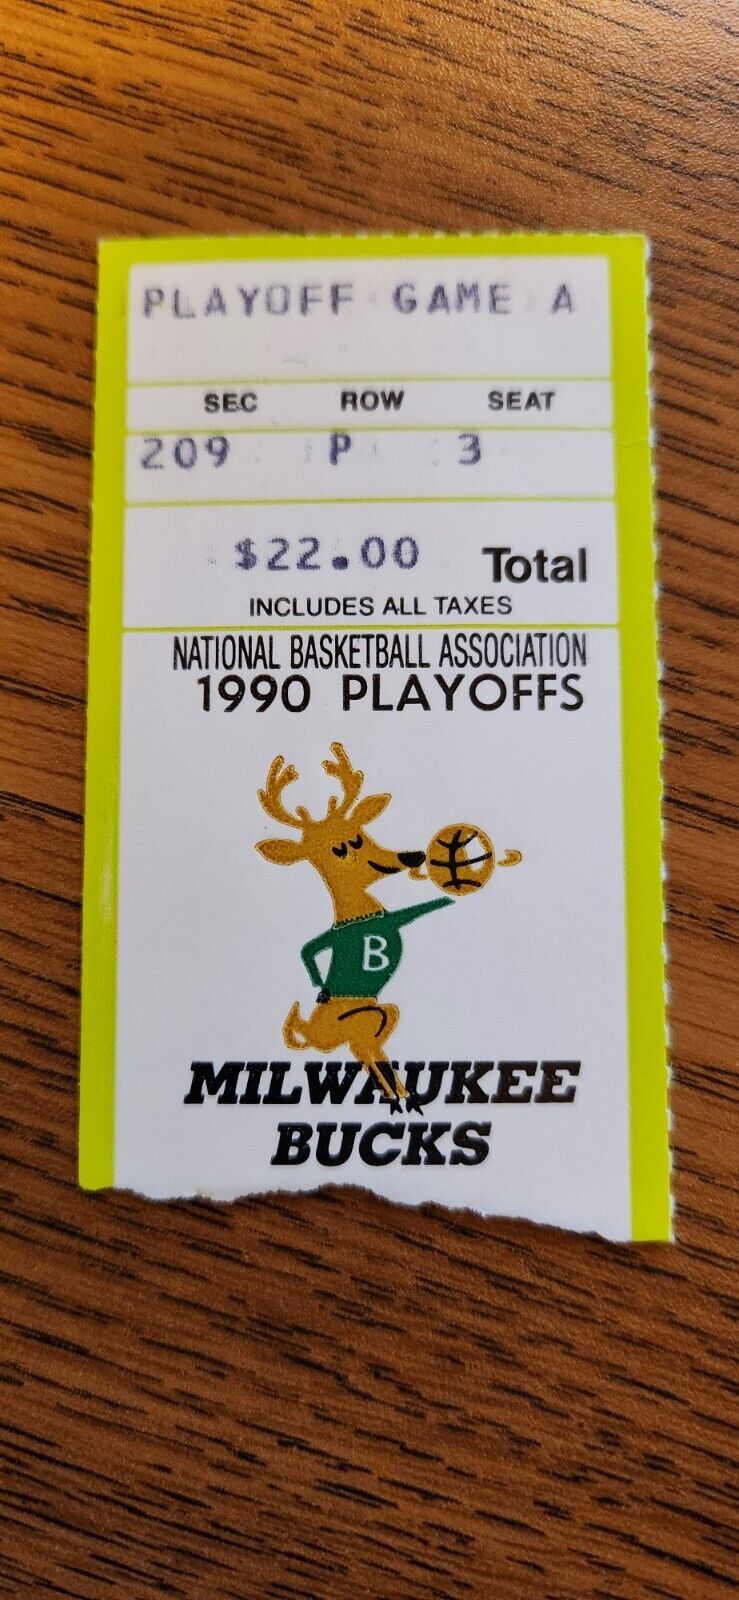 PLAYOFF GAME A
SEC ROW SEAT
209 P 3
$22.00 Total
INCLUDES ALL TAXES
NATIONAL BASKETBALL ASSOCIATION
1990 PLAYOFFS
B
MILWAUKEE
BUCKS